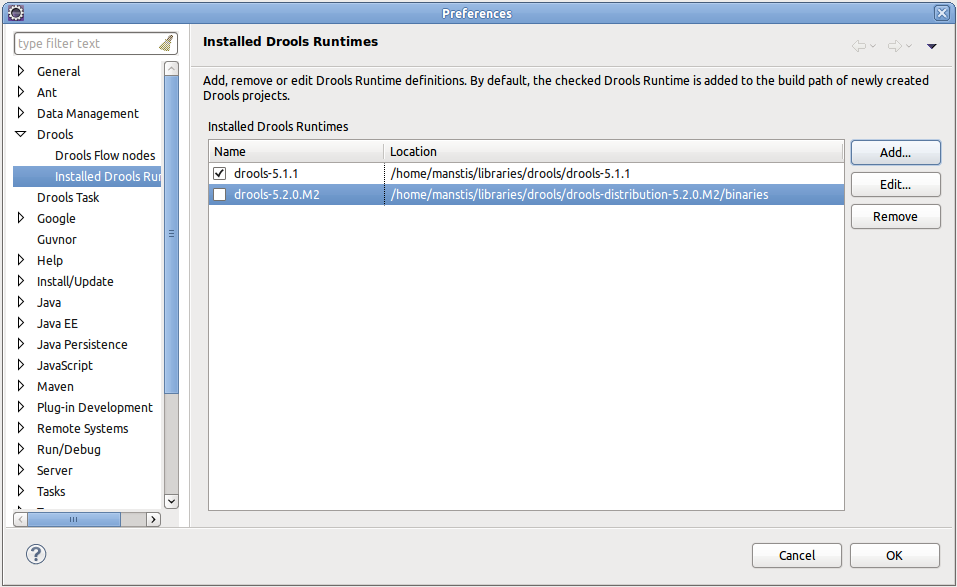 Preferences
type filter text
General
Ant
Data Management
Drools
Drools Flow nodes
Installed Drools Rur
Drools Task
Google
Guvnor
Help
Install/Update
Java
Java EE
Java Persistence
JavaScript
Maven
Plug-in Development
Remote Systems
Run/Debug
Server
Tasks
Installed Drools Runtimes
Add, remove or edit Drools Runtime definitions. By default, the checked Drools Runtime is added to the build path of newly created
Drools projects.
Installed Drools Runtimes
Name Location
drools-5.1.1 /home/manstis/libraries/drools/drools-5.1.1
drools-5.2.0.M2 /home/manstis/libraries/drools/drools-distribution-5.2.0.M2/binaries
Add...
Edit...
Remove
?
Cancel
OK